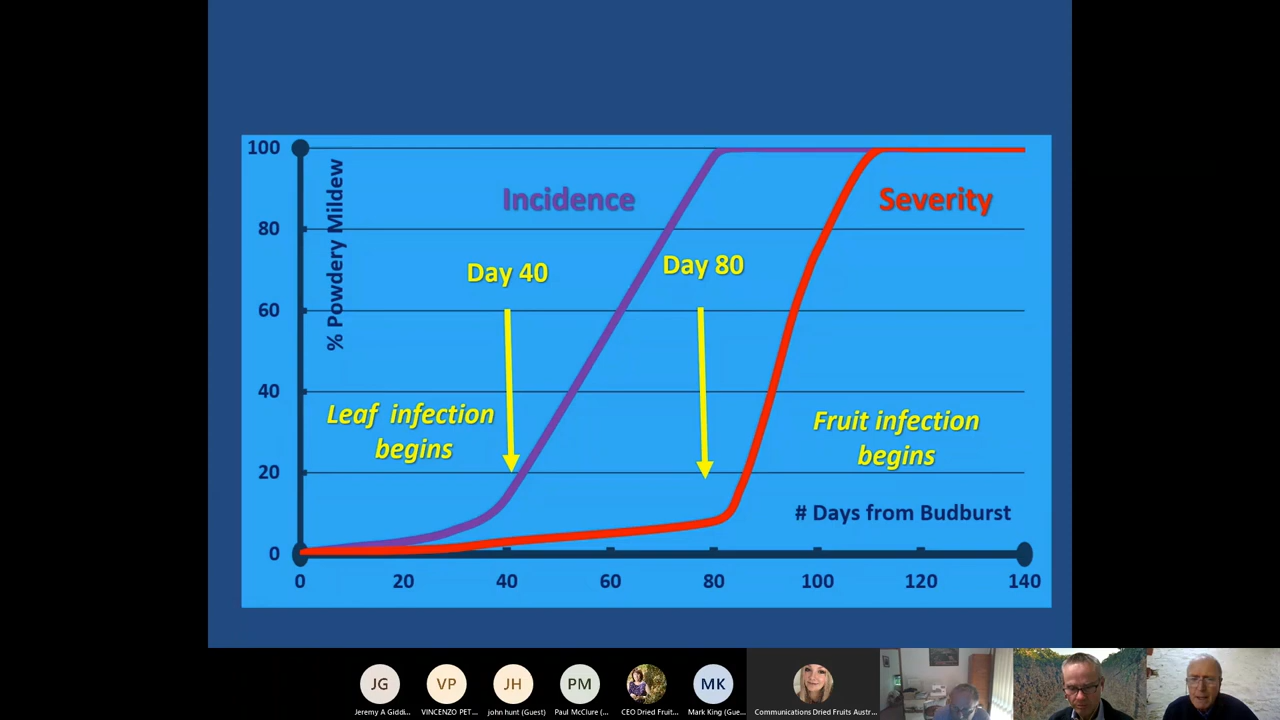 100
80
60
40
20
0
% Powdery Mildew
Incidence
Severity
Day 40
Day 80
Leaf infection
begins
Fruit infection
begins
# Days from Budburst
0 20 40 60 80 100 120 140
JG VP JH PM MK
Jeremy A Giddi... VINCENZO PET... john hunt (Guest) Paul McClure (... CEO Dried Fruit... Mark King (Gue... Communications Dried Fruits Austr...